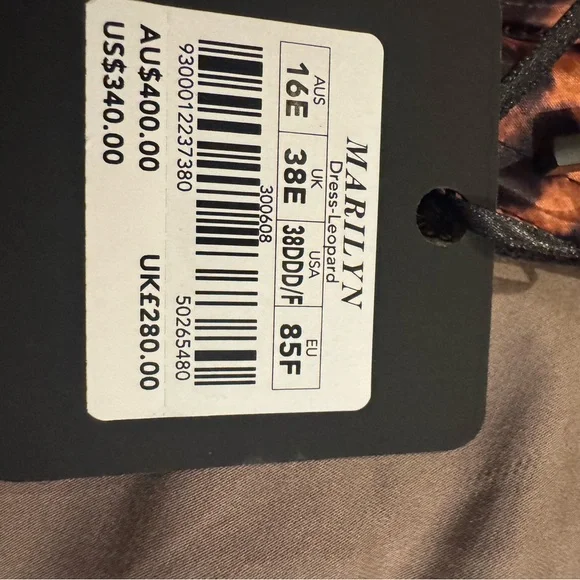 MARILYN
Dress-Leopard
AUS UK USA EU
16E 38E 38DDD/F 85F
300608
9300012237380 50265480
AU$400.00 UK£280.00
US$340.00